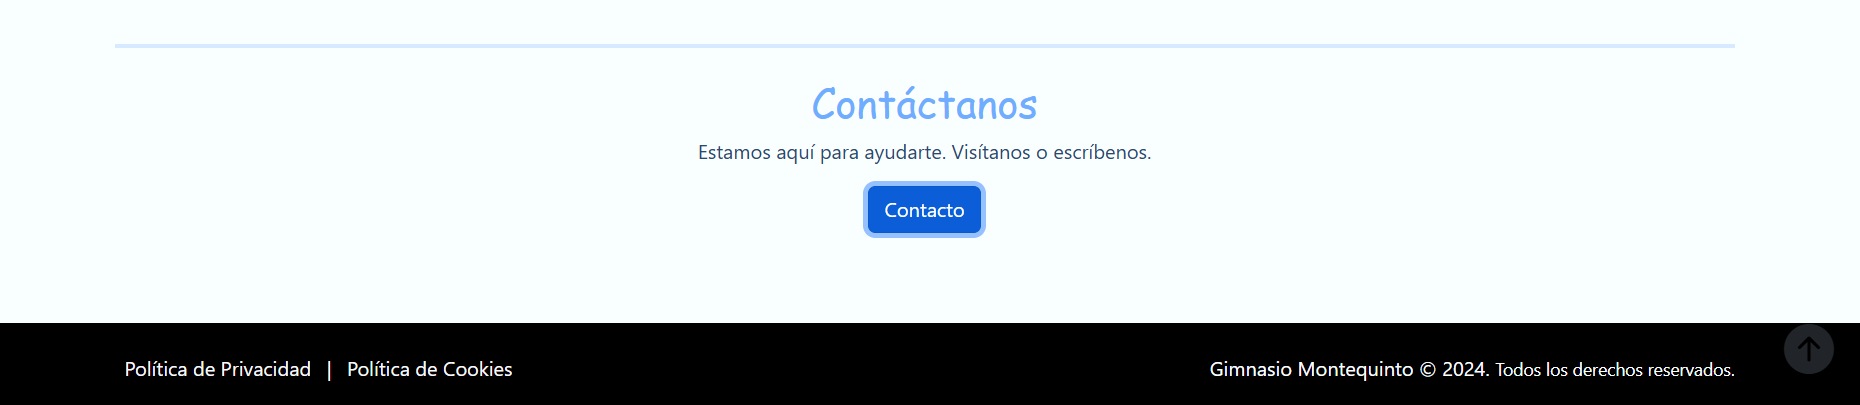 Contáctanos
Estamos aquí para ayudarte. Visítanos o escríbenos.
Contacto
Política de Privacidad | Política de Cookies
Gimnasio Montequinto © 2024. Todos los derechos reservados.